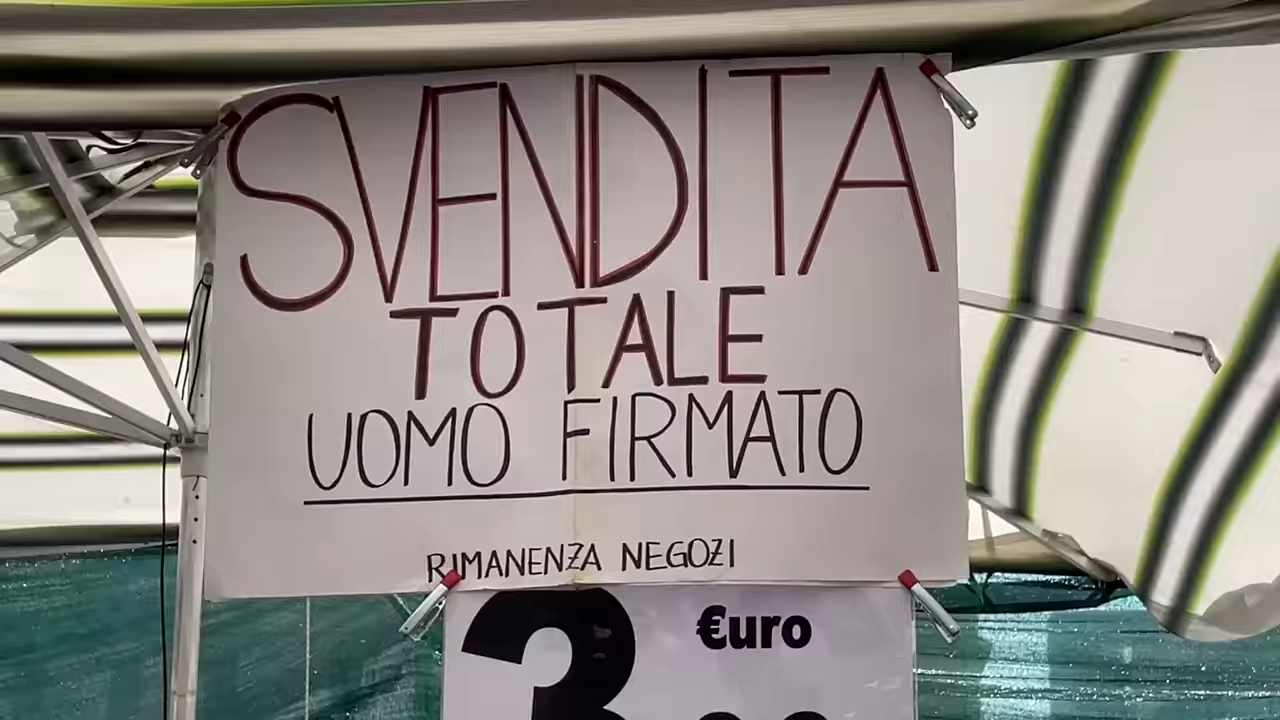 SVENDITA
TOTALE
UOMO FIRMATO
RIMANENZA NEGOZI
3 €uro